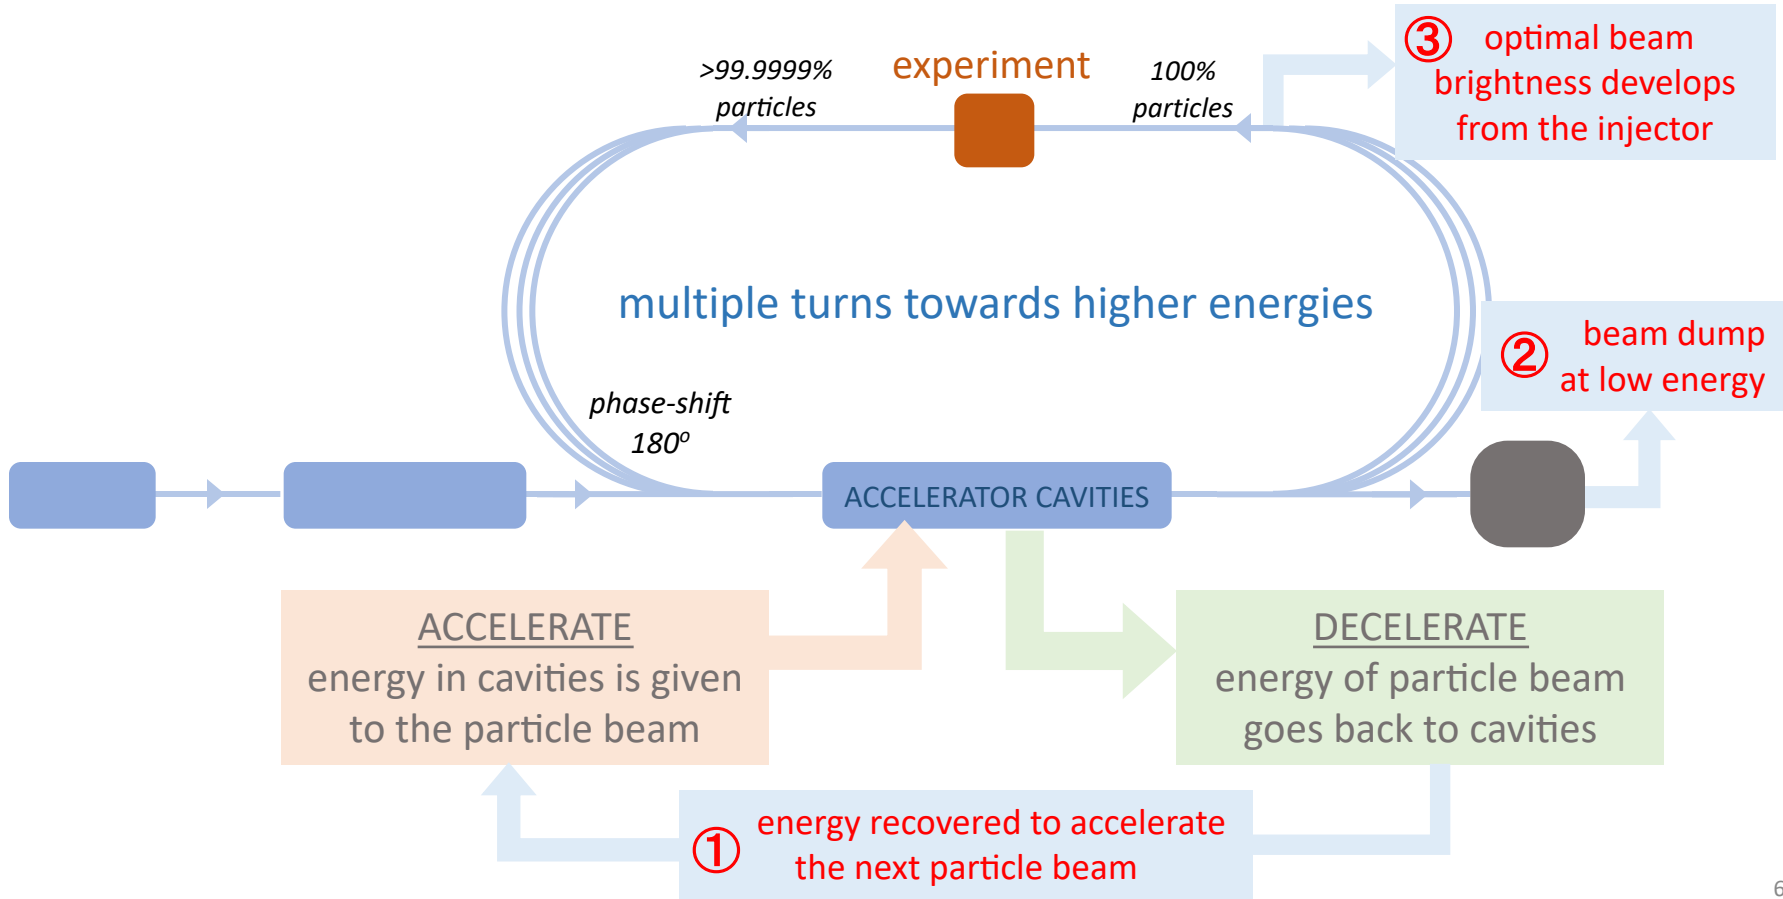 ③ optimal beam
brightness develops
from the injector
>99.9999%
particles
experiment
100%
particles
multiple turns towards higher energies
② beam dump
at low energy
phase-shift
180º
ACCELERATOR CAVITIES
ACCELERATE
energy in cavities is given
to the particle beam
DECELERATE
energy of particle beam
goes back to cavities
① energy recovered to accelerate
the next particle beam
6